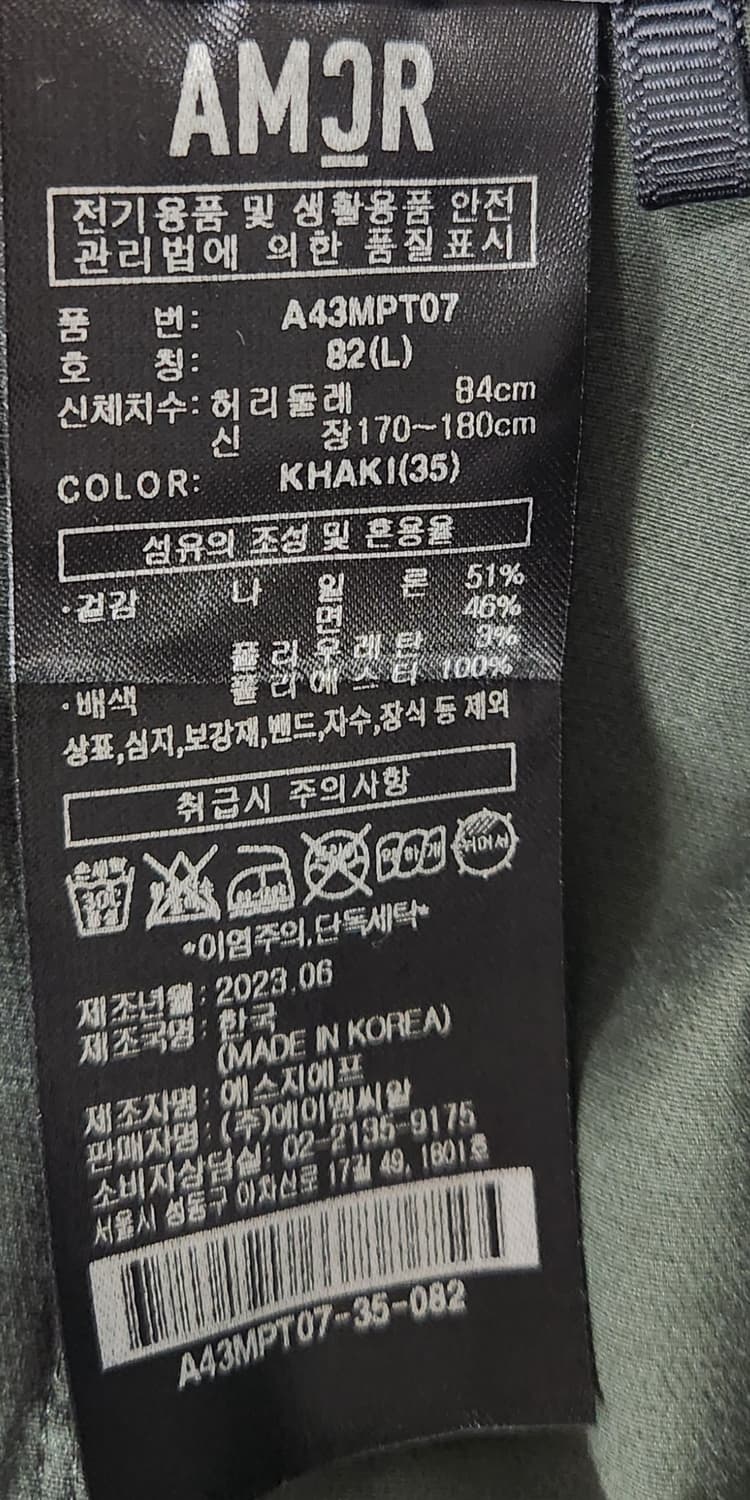 AMCR
전기용품 및 생활용품 안전
관리법에 의한 품질표시
품 번: A43MPT07
호 칭: 82(L)
신체치수: 허리둘레 84cm
신 장 170~180cm
COLOR: KHAKI(35)
섬유의 조성 및 혼용율
·겉감 나 일 론 51%
면 46%
폴리우레탄 3%
·배색 폴리에스터 100%
상표,심지,보강재,밴드,자수,장식 등 제외
취급시 주의사항
손세탁 30℃ 중성
약하게
뉘어서
*이염주의,단독세탁*
제조년월: 2023.06
제조국명: 한국
(MADE IN KOREA)
제조자명: 에스지에프
판매자명: (주)에이엠씨알
소비자상담실: 02-2135-9175
서울시 성동구 아차산로 17길 49, 1601호
A43MPT07-35-082